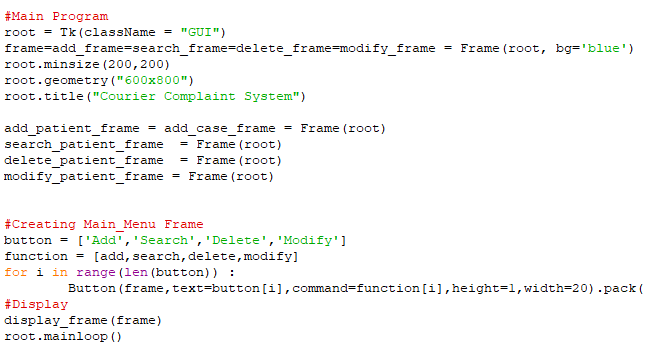 #Main Program
root = Tk(className = "GUI")
frame=add_frame=search_frame=delete_frame=modify_frame = Frame(root, bg='blue')
root.minsize(200,200)
root.geometry("600x800")
root.title("Courier Complaint System")
add_patient_frame = add_case_frame = Frame(root)
search_patient_frame  = Frame(root)
delete_patient_frame  = Frame(root)
modify_patient_frame = Frame(root)
#Creating Main_Menu Frame
button = ['Add','Search','Delete','Modify']
function = [add,search,delete,modify]
for i in range(len(button)) :
        Button(frame,text=button[i],command=function[i],height=1,width=20).pack(
#Display
display_frame(frame)
root.mainloop()